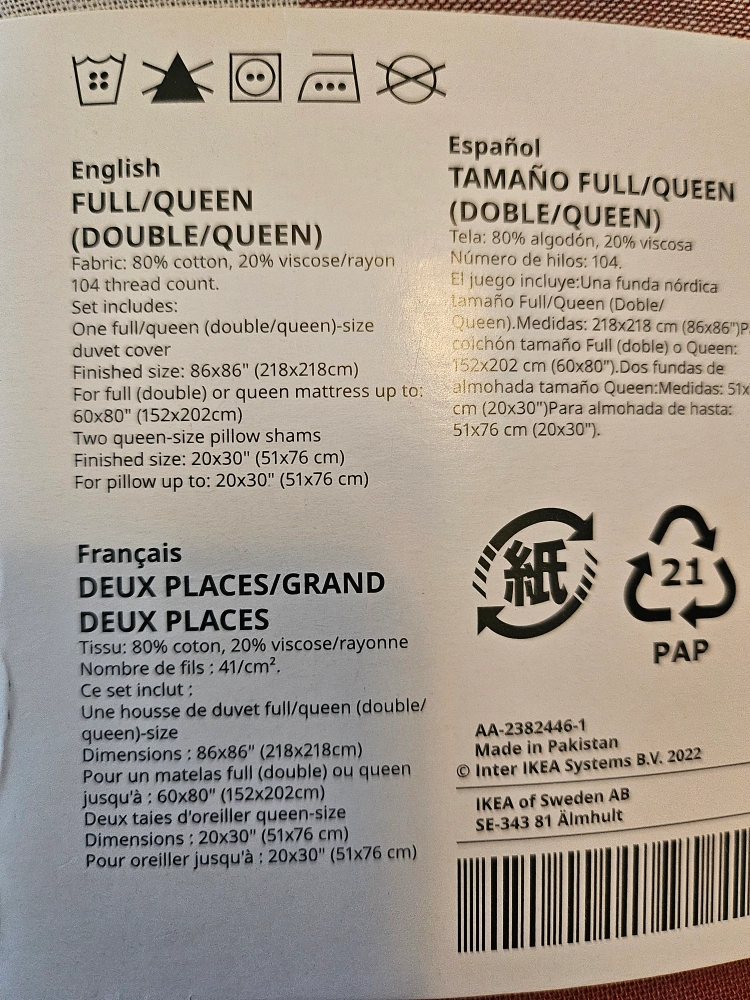 English
FULL/QUEEN
(DOUBLE/QUEEN)
Fabric: 80% cotton, 20% viscose/rayon
104 thread count.
Set includes:
One full/queen (double/queen)-size
duvet cover
Finished size: 86x86" (218x218cm)
For full (double) or queen mattress up to:
60x80" (152x202cm)
Two queen-size pillow shams
Finished size: 20x30" (51x76 cm)
For pillow up to: 20x30" (51x76 cm)
Français
DEUX PLACES/GRAND
DEUX PLACES
Tissu: 80% coton, 20% viscose/rayonne
Nombre de fils : 41/cm².
Ce set inclut :
Une housse de duvet full/queen (double/
queen)-size
Dimensions : 86x86" (218x218cm)
Pour un matelas full (double) ou queen
jusqu'à : 60x80" (152x202cm)
Deux taies d'oreiller queen-size
Dimensions : 20x30" (51x76 cm)
Pour oreiller jusqu'à : 20x30" (51x76 cm)
Español
TAMAÑO FULL/QUEEN
(DOBLE/QUEEN)
Tela: 80% algodón, 20% viscosa
Número de hilos: 104.
El juego incluye:Una funda nórdica
tamaño Full/Queen (Doble/
Queen).Medidas: 218x218 cm (86x86")P
colchón tamaño Full (doble) o Queen:
152x202 cm (60x80").Dos fundas de
almohada tamaño Queen:Medidas: 51x
cm (20x30")Para almohada de hasta:
51x76 cm (20x30").
紙
21
PAP
AA-2382446-1
Made in Pakistan
© Inter IKEA Systems B.V. 2022
IKEA of Sweden AB
SE-343 81 Älmhult